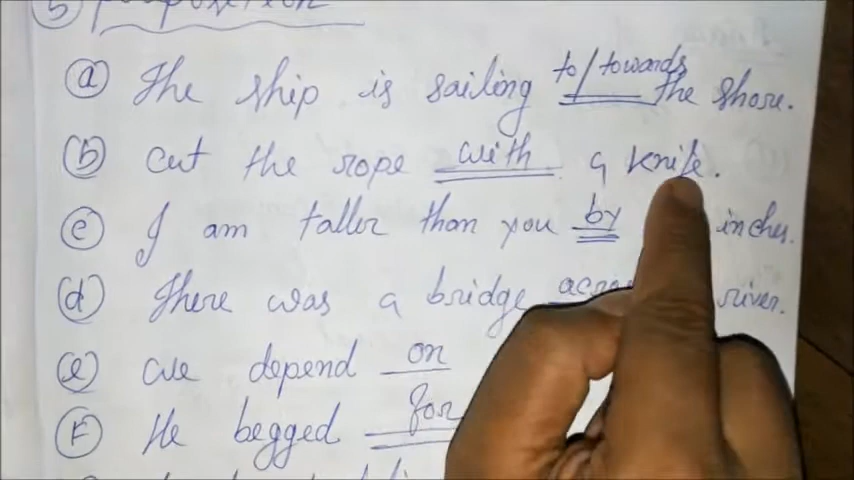 5) preposition
(a) The ship is sailing to/towards the shore.
(b) cut the rope with a knife.
(c) I am taller than you by inches.
(d) There was a bridge river.
(e) we depend on
(f) He begged for